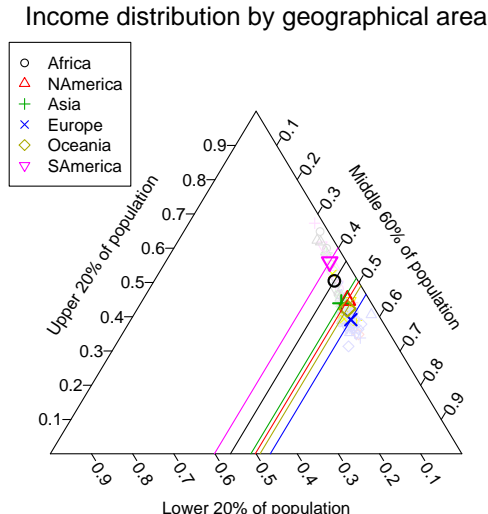 Income distribution by geographical area
Africa
NAmerica
Asia
Europe
Oceania
SAmerica
Upper 20% of population
0.9
0.8
0.7
0.6
0.5
0.4
0.3
0.2
0.1
Middle 60% of population
0.1
0.2
0.3
0.4
0.5
0.6
0.7
0.8
0.9
0.9
0.8
0.7
0.6
0.5
0.4
0.3
0.2
0.1
Lower 20% of population